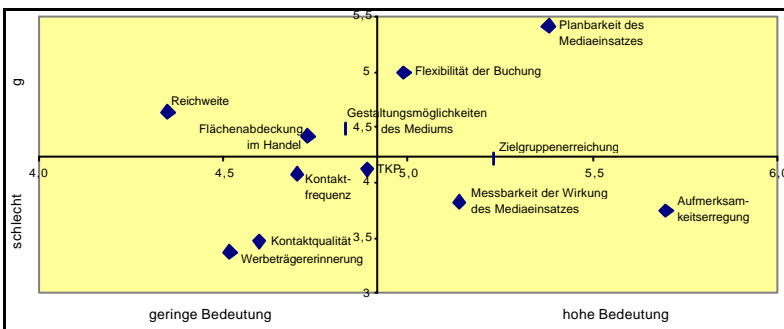 5,5
Planbarkeit des
Mediaeinsatzes
g
5
Flexibilität der Buchung
Reichweite
Gestaltungsmöglichkeiten
des Mediums
4,5
Flächenabdeckung
im Handel
Zielgruppenerreichung
4,0
4,5
5,0
5,5
6,0
4
TKP
Kontakt-
frequenz
Messbarkeit der Wirkung
des Mediaeinsatzes
Aufmerksam-
keitserregung
schlecht
3,5
Kontaktqualität
Werbeträgererinnerung
3
geringe Bedeutung
hohe Bedeutung